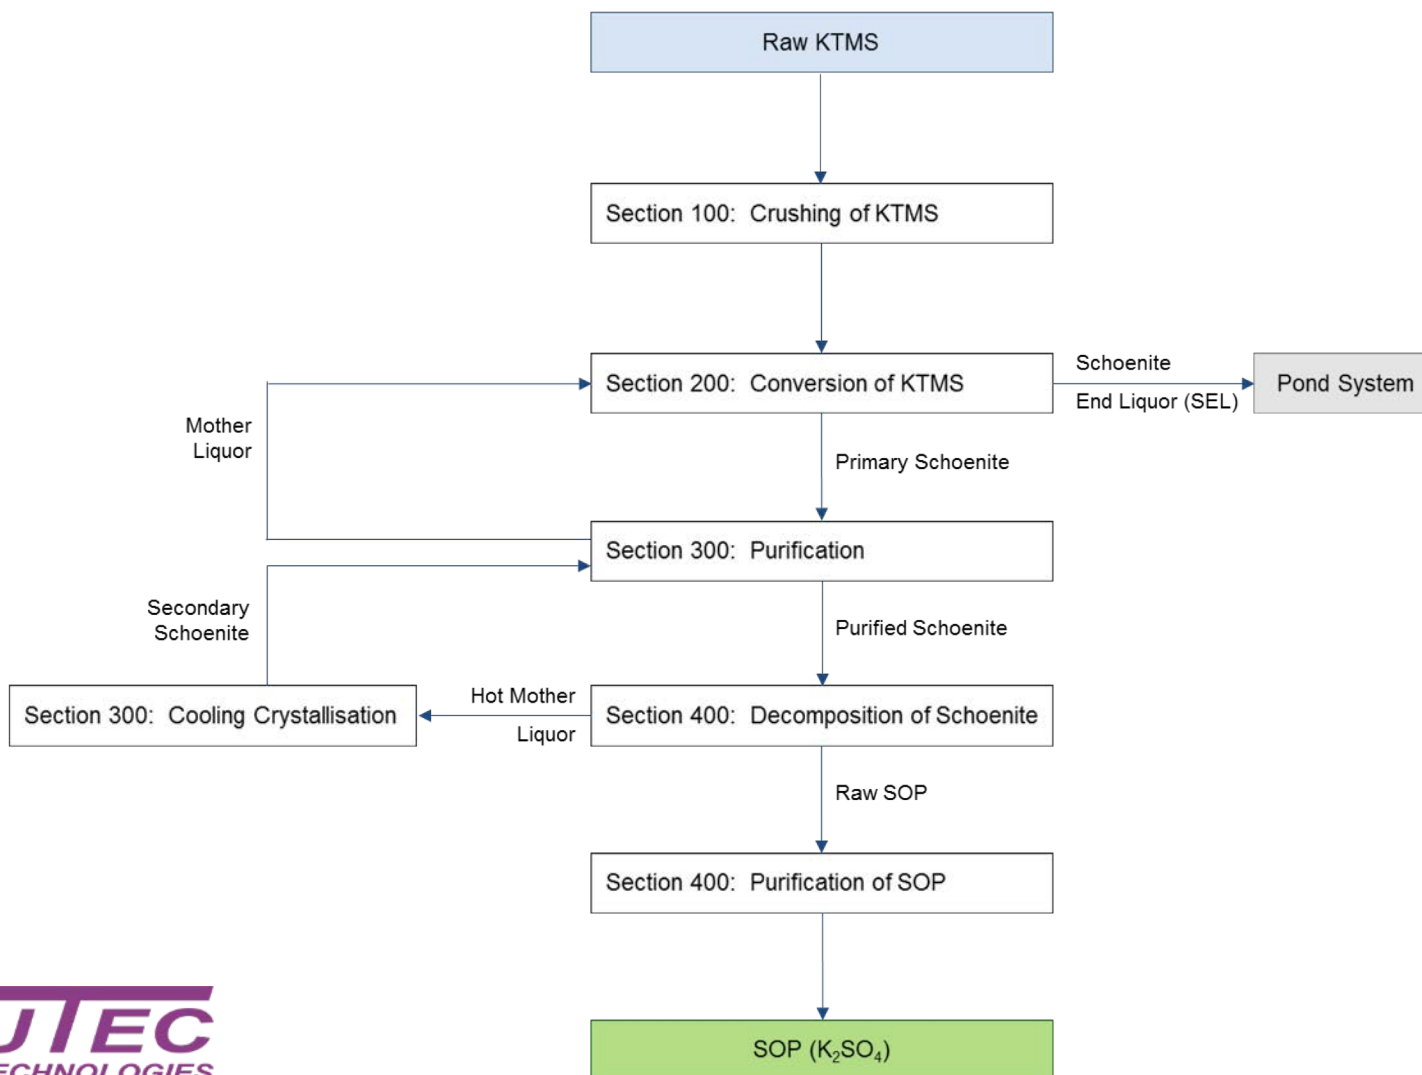 Raw KTMS
Section 100: Crushing of KTMS
Section 200: Conversion of KTMS
Schoenite
End Liquor (SEL)
Pond System
Mother
Liquor
Primary Schoenite
Section 300: Purification
Secondary
Schoenite
Purified Schoenite
Section 300: Cooling Crystallisation
Hot Mother
Liquor
Section 400: Decomposition of Schoenite
Raw SOP
Section 400: Purification of SOP
SOP (K₂SO₄)
UTEC
ECHNOLOGIES